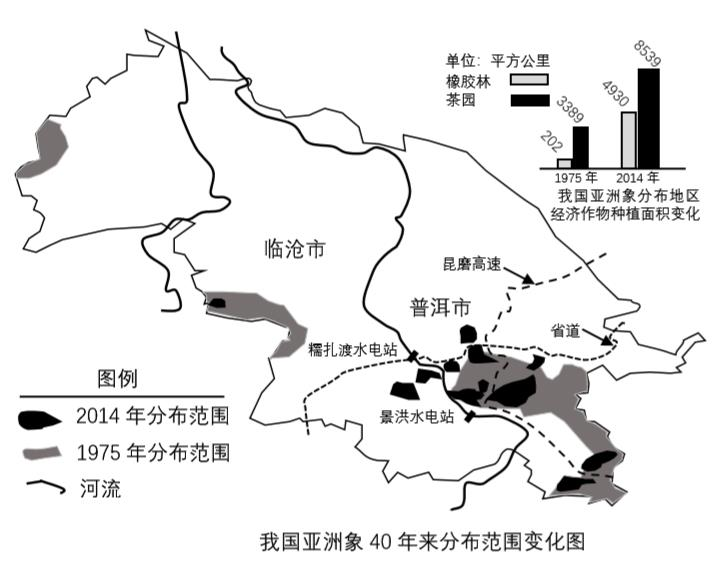 单位：平方公里
橡胶林
茶园
202
3389
4930
8539
1975 年
2014 年
我国亚洲象分布地区
经济作物种植面积变化
临沧市
昆磨高速
普洱市
省道
糯扎渡水电站
景洪水电站
图例
2014 年分布范围
1975 年分布范围
河流
我国亚洲象 40 年来分布范围变化图